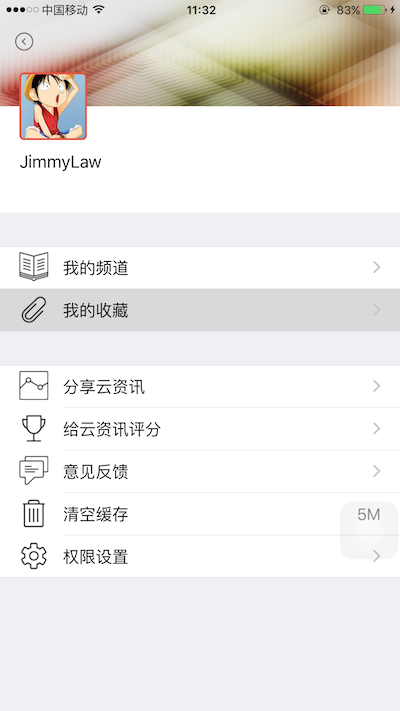 中国移动 11:32 83%
JimmyLaw
我的频道
我的收藏
分享云资讯
给云资讯评分
意见反馈
清空缓存 5M
权限设置